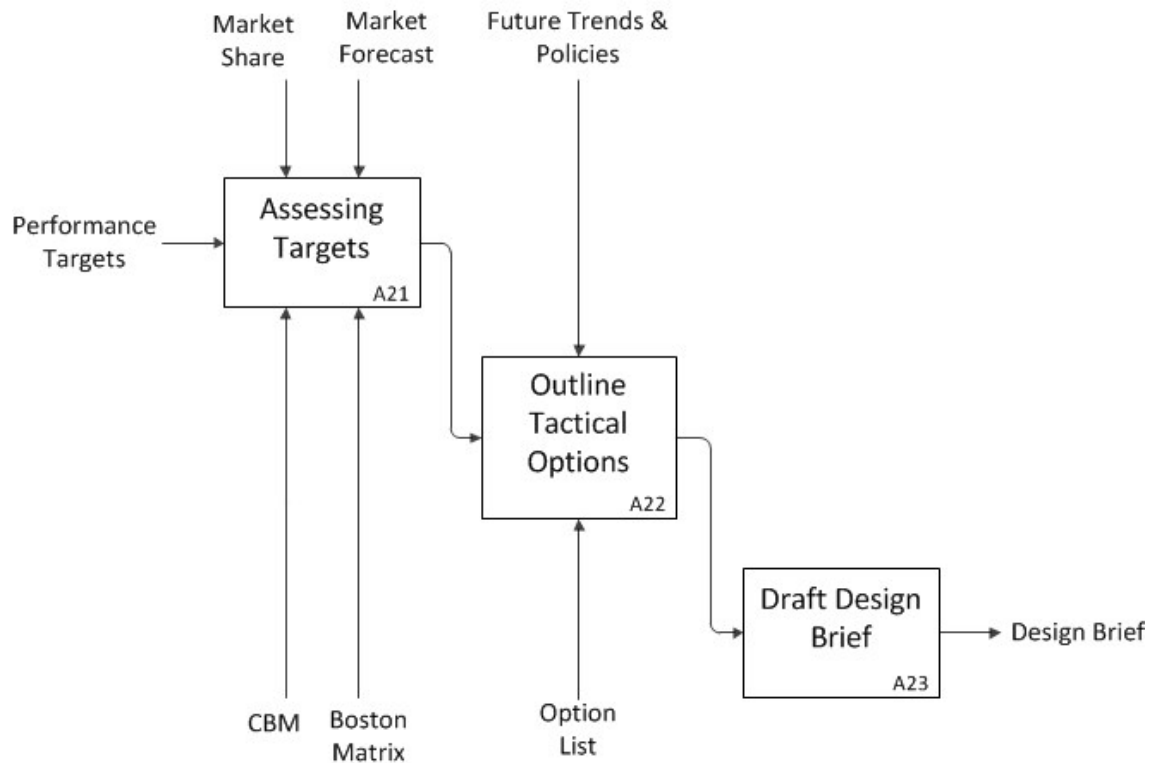 Market
Share
Market
Forecast
Future Trends &
Policies
Performance
Targets
Assessing
Targets
A21
Outline
Tactical
Options
A22
Draft Design
Brief
A23
Design Brief
CBM
Boston
Matrix
Option
List